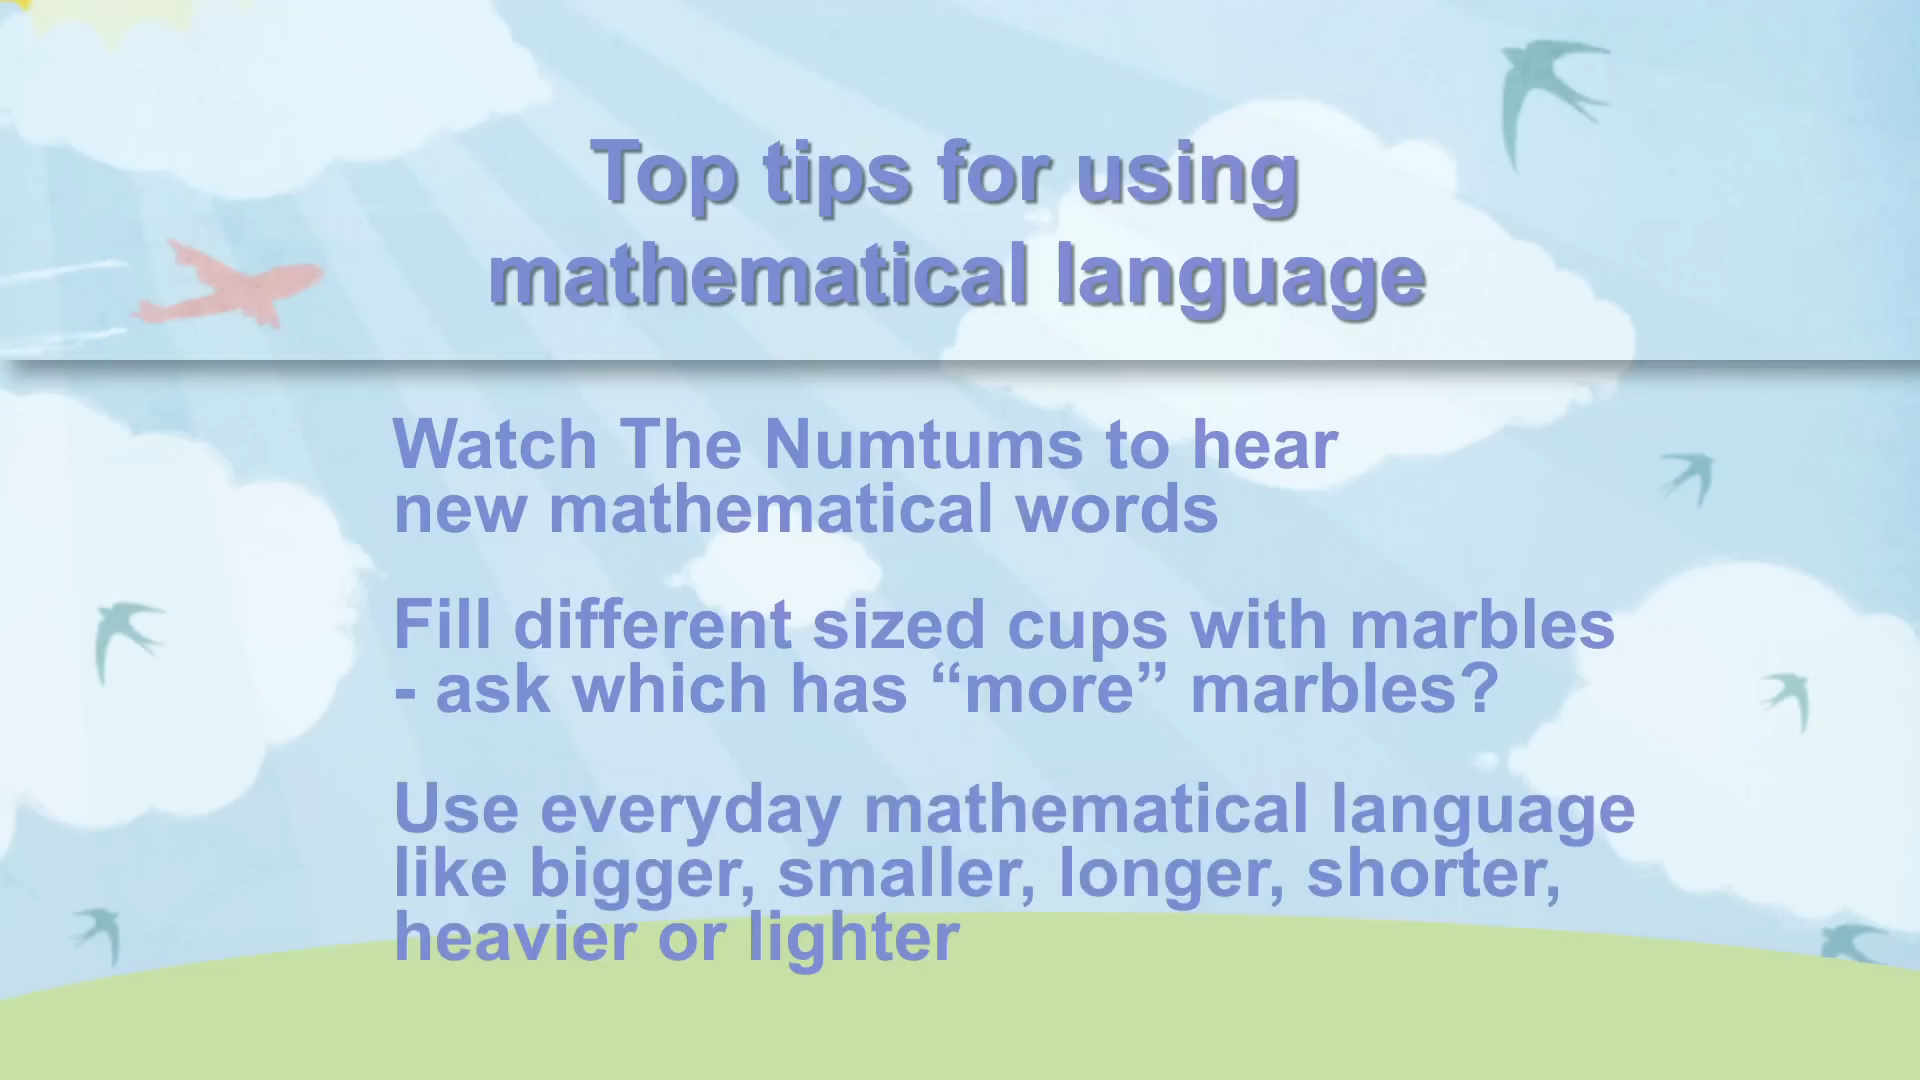 Top tips for using
mathematical language
Watch The Numtums to hear
new mathematical words
Fill different sized cups with marbles
- ask which has “more” marbles?
Use everyday mathematical language
like bigger, smaller, longer, shorter,
heavier or lighter